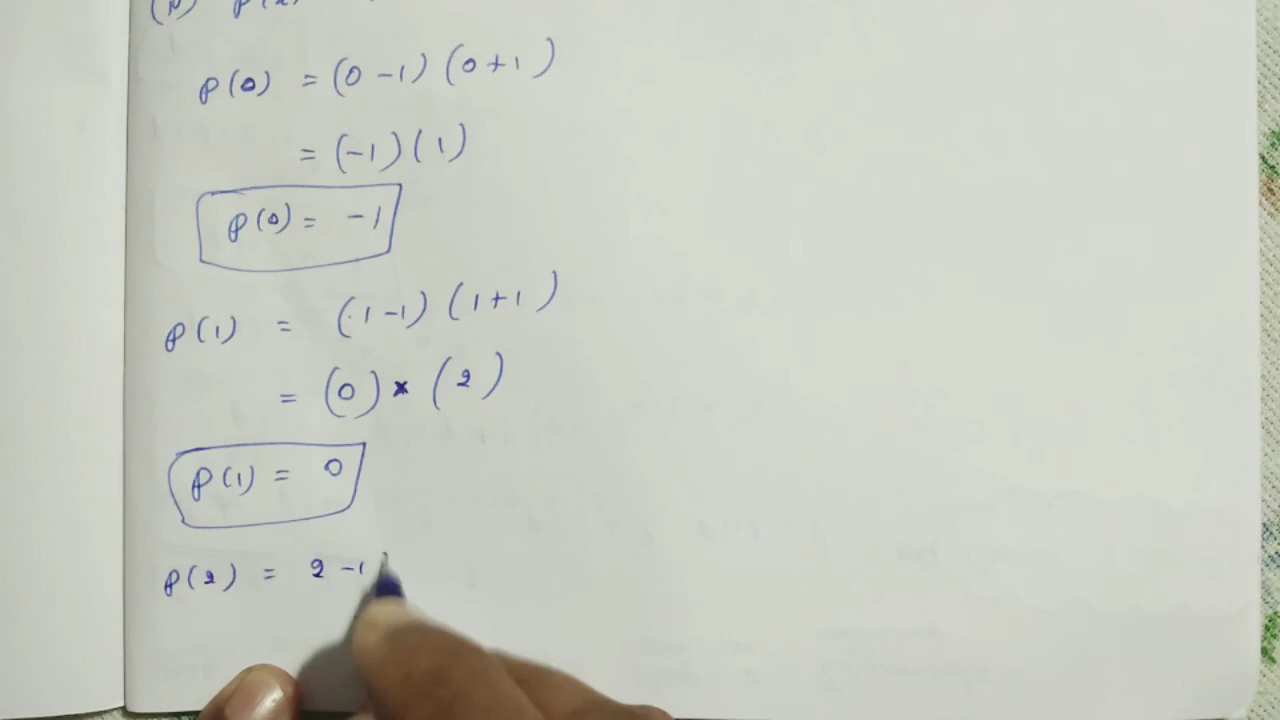 P(0) = (0-1) (0+1)
= (-1) (1)
P(0) = -1
P(1) = (1-1) (1+1)
= (0) × (2)
P(1) = 0
P(2) = 2-1